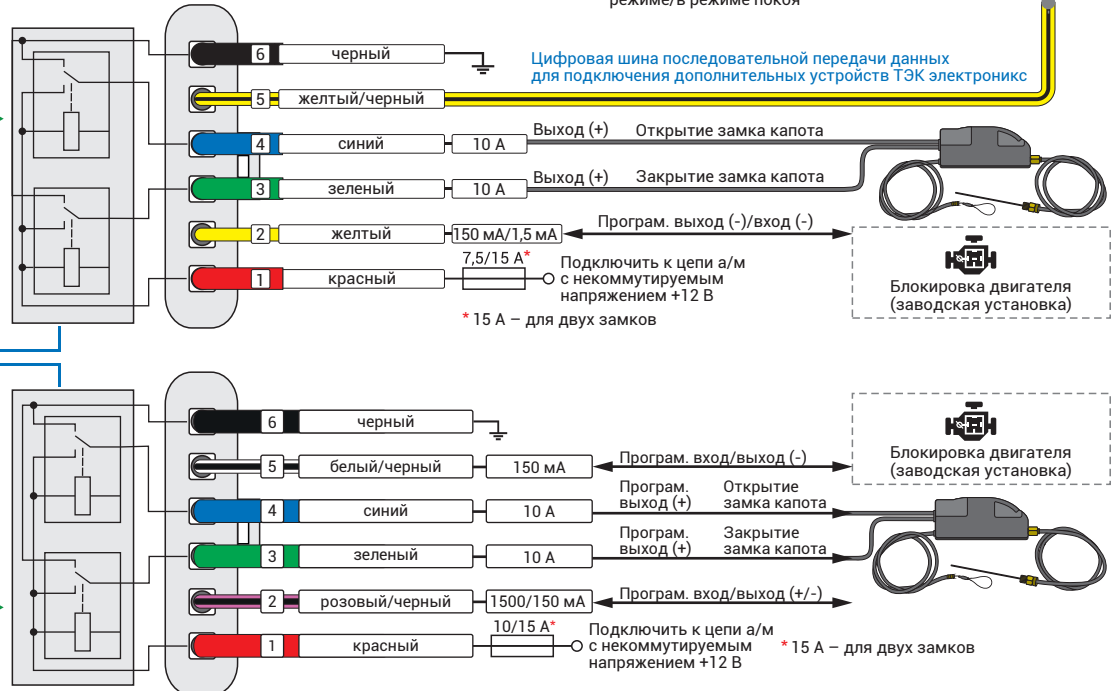 режиме/в режиме покоя
6 черный
Цифровая шина последовательной передачи данных
для подключения дополнительных устройств ТЭК электроникс
5 желтый/черный
4 синий 10 А Выход (+) Открытие замка капота
3 зеленый 10 А Выход (+) Закрытие замка капота
2 желтый 150 мА/1,5 мА Програм. выход (-)/вход (-)
Блокировка двигателя
(заводская установка)
1 красный 7,5/15 А*
Подключить к цепи а/м
с некоммутируемым
напряжением +12 В
* 15 А – для двух замков
6 черный
5 белый/черный 150 мА Програм. вход/выход (-)
Блокировка двигателя
(заводская установка)
4 синий 10 А
Програм. Открытие
выход (+) замка капота
3 зеленый 10 А
Програм. Закрытие
выход (+) замка капота
2 розовый/черный 1500/150 мА Програм. вход/выход (+/-)
1 красный 10/15 А*
Подключить к цепи а/м
с некоммутируемым
напряжением +12 В
* 15 А – для двух замков